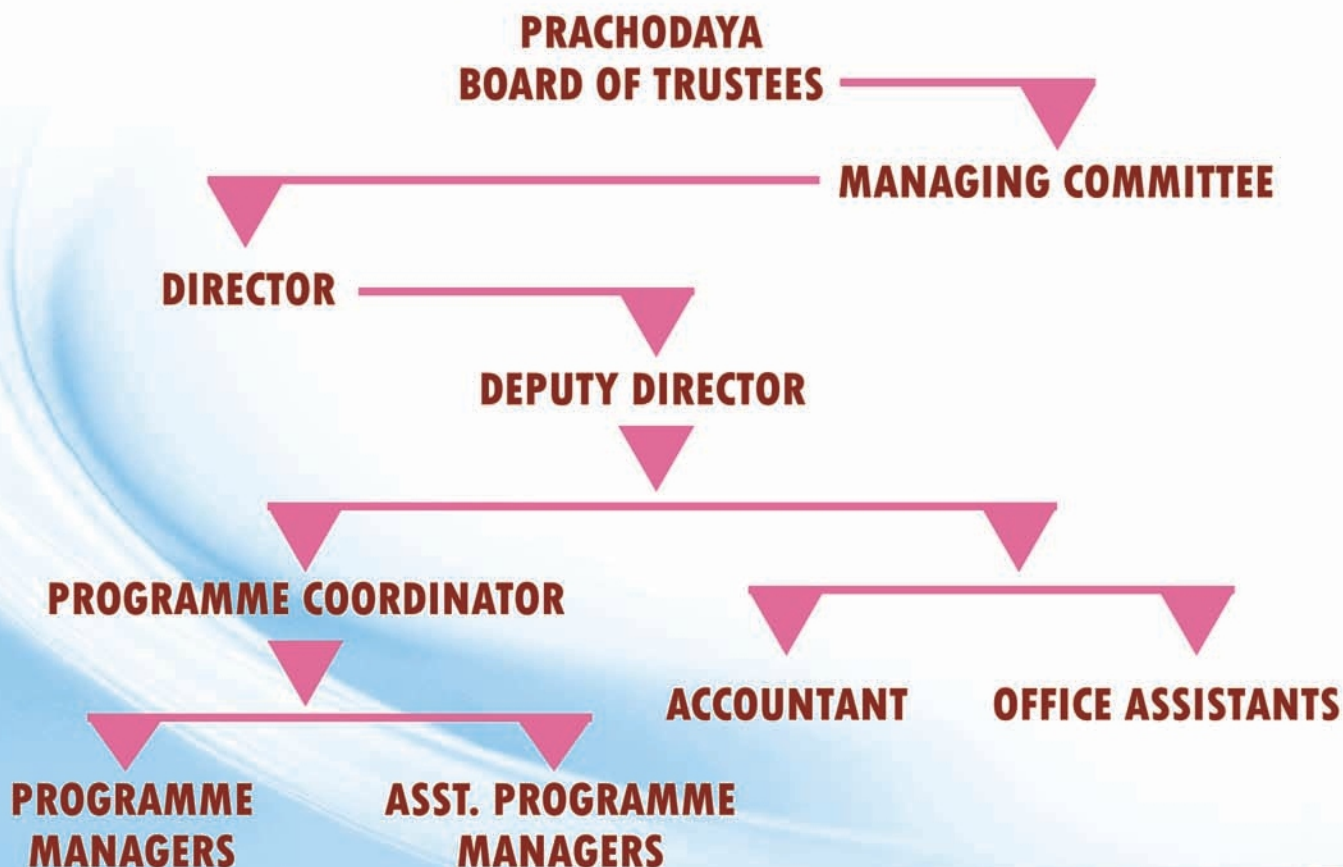 PRACHODAYA
BOARD OF TRUSTEES
MANAGING COMMITTEE
DIRECTOR
DEPUTY DIRECTOR
PROGRAMME COORDINATOR
ACCOUNTANT
OFFICE ASSISTANTS
PROGRAMME
MANAGERS
ASST. PROGRAMME
MANAGERS